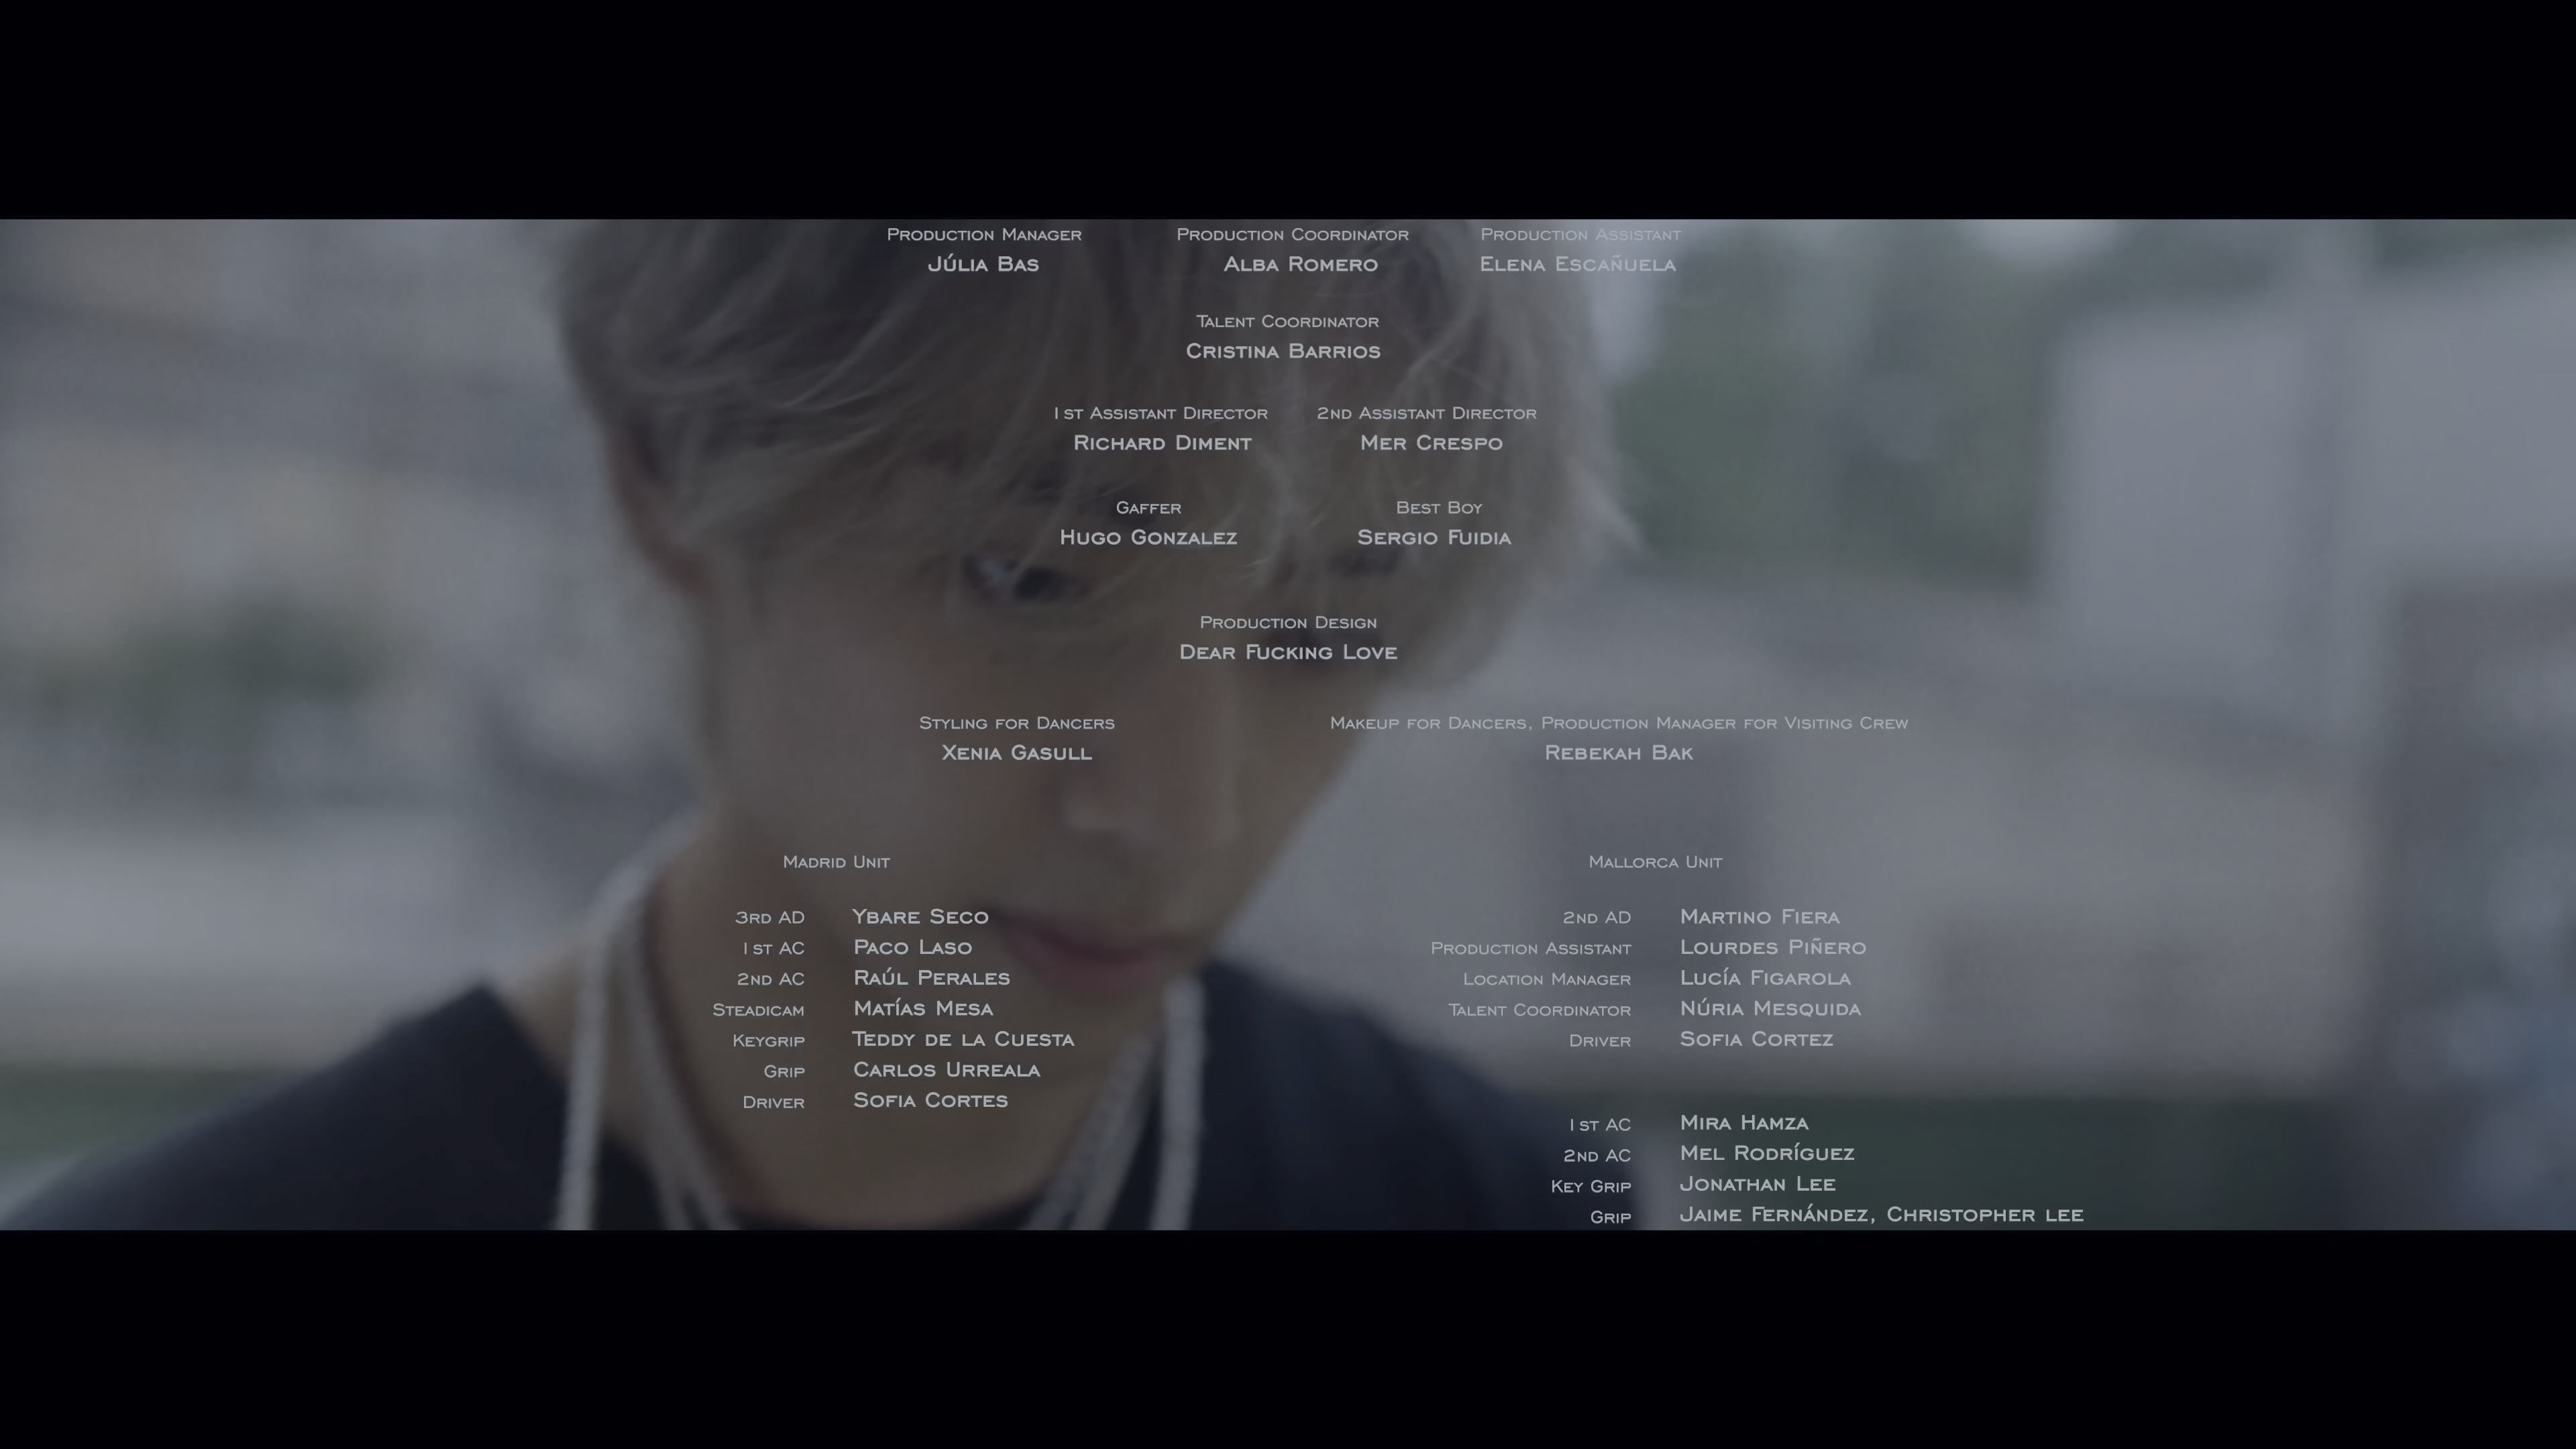 Production Manager Production Coordinator Production Assistant
Júlia Bas Alba Romero Elena Escañuela
Talent Coordinator
Cristina Barrios
1st Assistant Director 2nd Assistant Director
Richard Diment Mer Crespo
Gaffer Best Boy
Hugo Gonzalez Sergio Fuidia
Production Design
Dear Fucking Love
Styling for Dancers Makeup for Dancers, Production Manager for Visiting Crew
Xenia Gasull Rebekah Bak
Madrid Unit
3rd AD Ybare Seco
1st AC Paco Laso
2nd AC Raúl Perales
Steadicam Matías Mesa
Keygrip Teddy de la Cuesta
Grip Carlos Urreala
Driver Sofia Cortes
Mallorca Unit
2nd AD Martino Fiera
Production Assistant Lourdes Piñero
Location Manager Lucía Figarola
Talent Coordinator Núria Mesquida
Driver Sofia Cortez
1st AC Mira Hamza
2nd AC Mel Rodríguez
Key Grip Jonathan Lee
Grip Jaime Fernández, Christopher lee